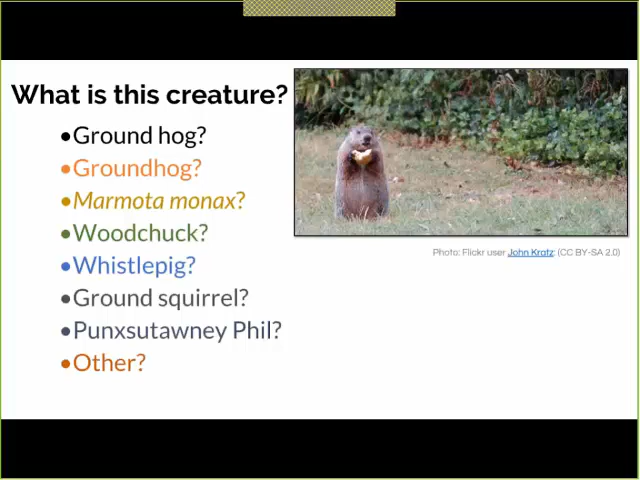 What is this creature?
•Ground hog?
•Groundhog?
•Marmota monax?
•Woodchuck?
•Whistlepig?
•Ground squirrel?
•Punxsutawney Phil?
•Other?
Photo: Flickr user John Kratz: (CC BY-SA 2.0)